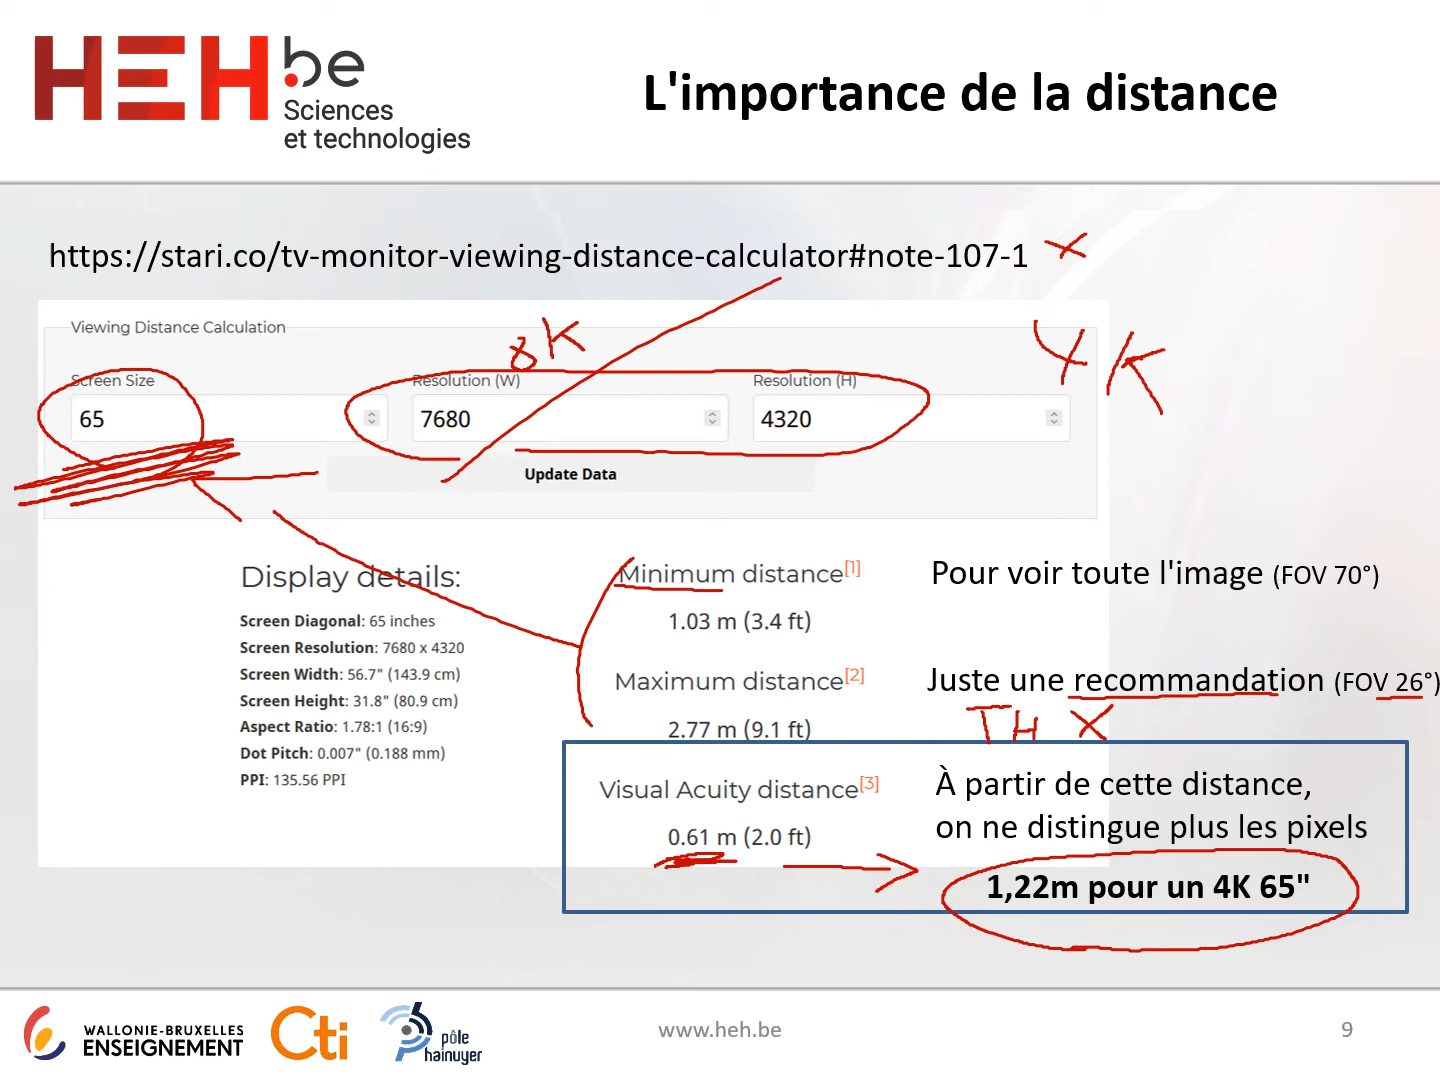 HEH.be
Sciences
et technologies
L'importance de la distance
https://stari.co/tv-monitor-viewing-distance-calculator#note-107-1
X
Viewing Distance Calculation
8K
4K
Screen Size
Resolution (W)
Resolution (H)
65
7680
4320
Update Data
Display details:
Screen Diagonal: 65 inches
Screen Resolution: 7680 x 4320
Screen Width: 56.7" (143.9 cm)
Screen Height: 31.8" (80.9 cm)
Aspect Ratio: 1.78:1 (16:9)
Dot Pitch: 0.007" (0.188 mm)
PPI: 135.56 PPI
Minimum distance[1]
1.03 m (3.4 ft)
Pour voir toute l'image (FOV 70°)
Maximum distance[2]
2.77 m (9.1 ft)
Juste une recommandation (FOV 26°)
THX
Visual Acuity distance[3]
0.61 m (2.0 ft)
À partir de cette distance,
on ne distingue plus les pixels
1,22m pour un 4K 65"
WALLONIE-BRUXELLES
ENSEIGNEMENT
Cti
pôle
hainuyer
www.heh.be
9